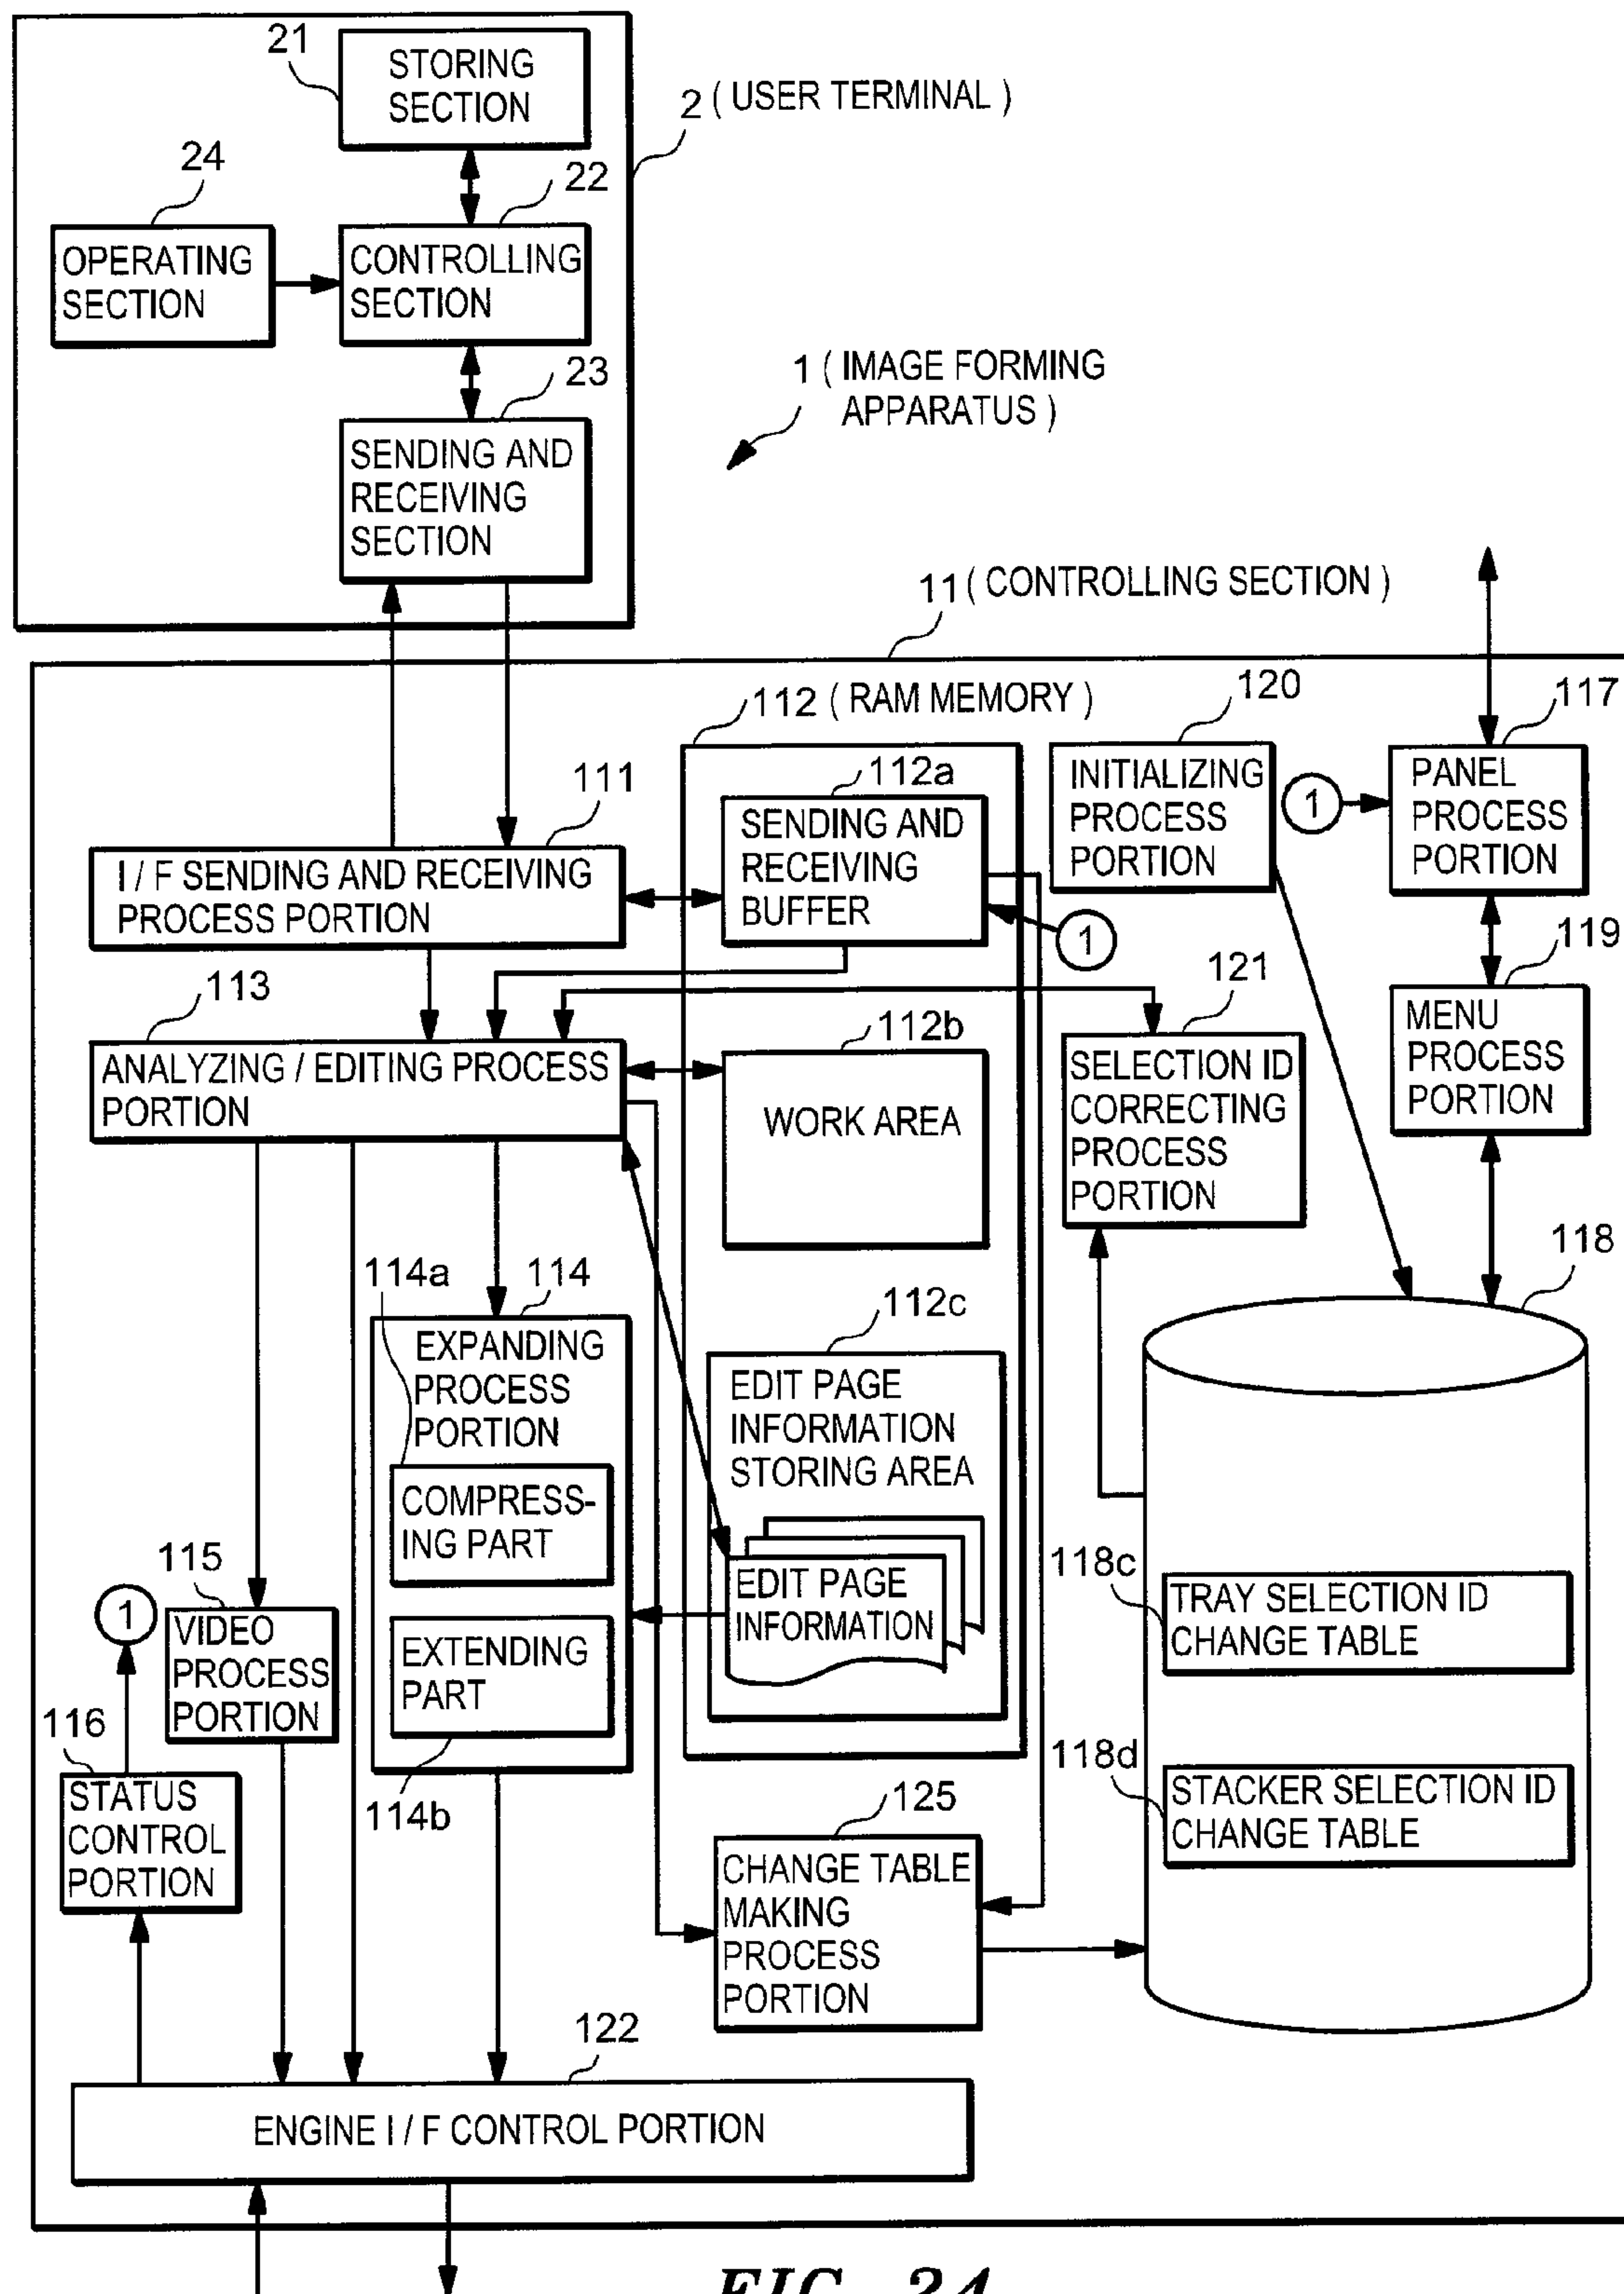 21
STORING
SECTION
2 ( USER TERMINAL )
24
22
OPERATING
SECTION
CONTROLLING
SECTION
23
SENDING AND
RECEIVING
SECTION
1 ( IMAGE FORMING
APPARATUS )
11 ( CONTROLLING SECTION )
112 ( RAM MEMORY )
120
117
111
112a
I / F SENDING AND RECEIVING
PROCESS PORTION
SENDING AND
RECEIVING
BUFFER
1
INITIALIZING
PROCESS
PORTION
1
PANEL
PROCESS
PORTION
119
MENU
PROCESS
PORTION
113
ANALYZING / EDITING PROCESS
PORTION
112b
WORK AREA
121
SELECTION ID
CORRECTING
PROCESS
PORTION
118
114a
114
EXPANDING
PROCESS
PORTION
COMPRESS-
ING PART
EXTENDING
PART
114b
112c
EDIT PAGE
INFORMATION
STORING AREA
EDIT PAGE
INFORMATION
118c
TRAY SELECTION ID
CHANGE TABLE
118d
STACKER SELECTION ID
CHANGE TABLE
1
115
VIDEO
PROCESS
PORTION
116
STATUS
CONTROL
PORTION
125
CHANGE TABLE
MAKING
PROCESS
PORTION
122
ENGINE I / F CONTROL PORTION